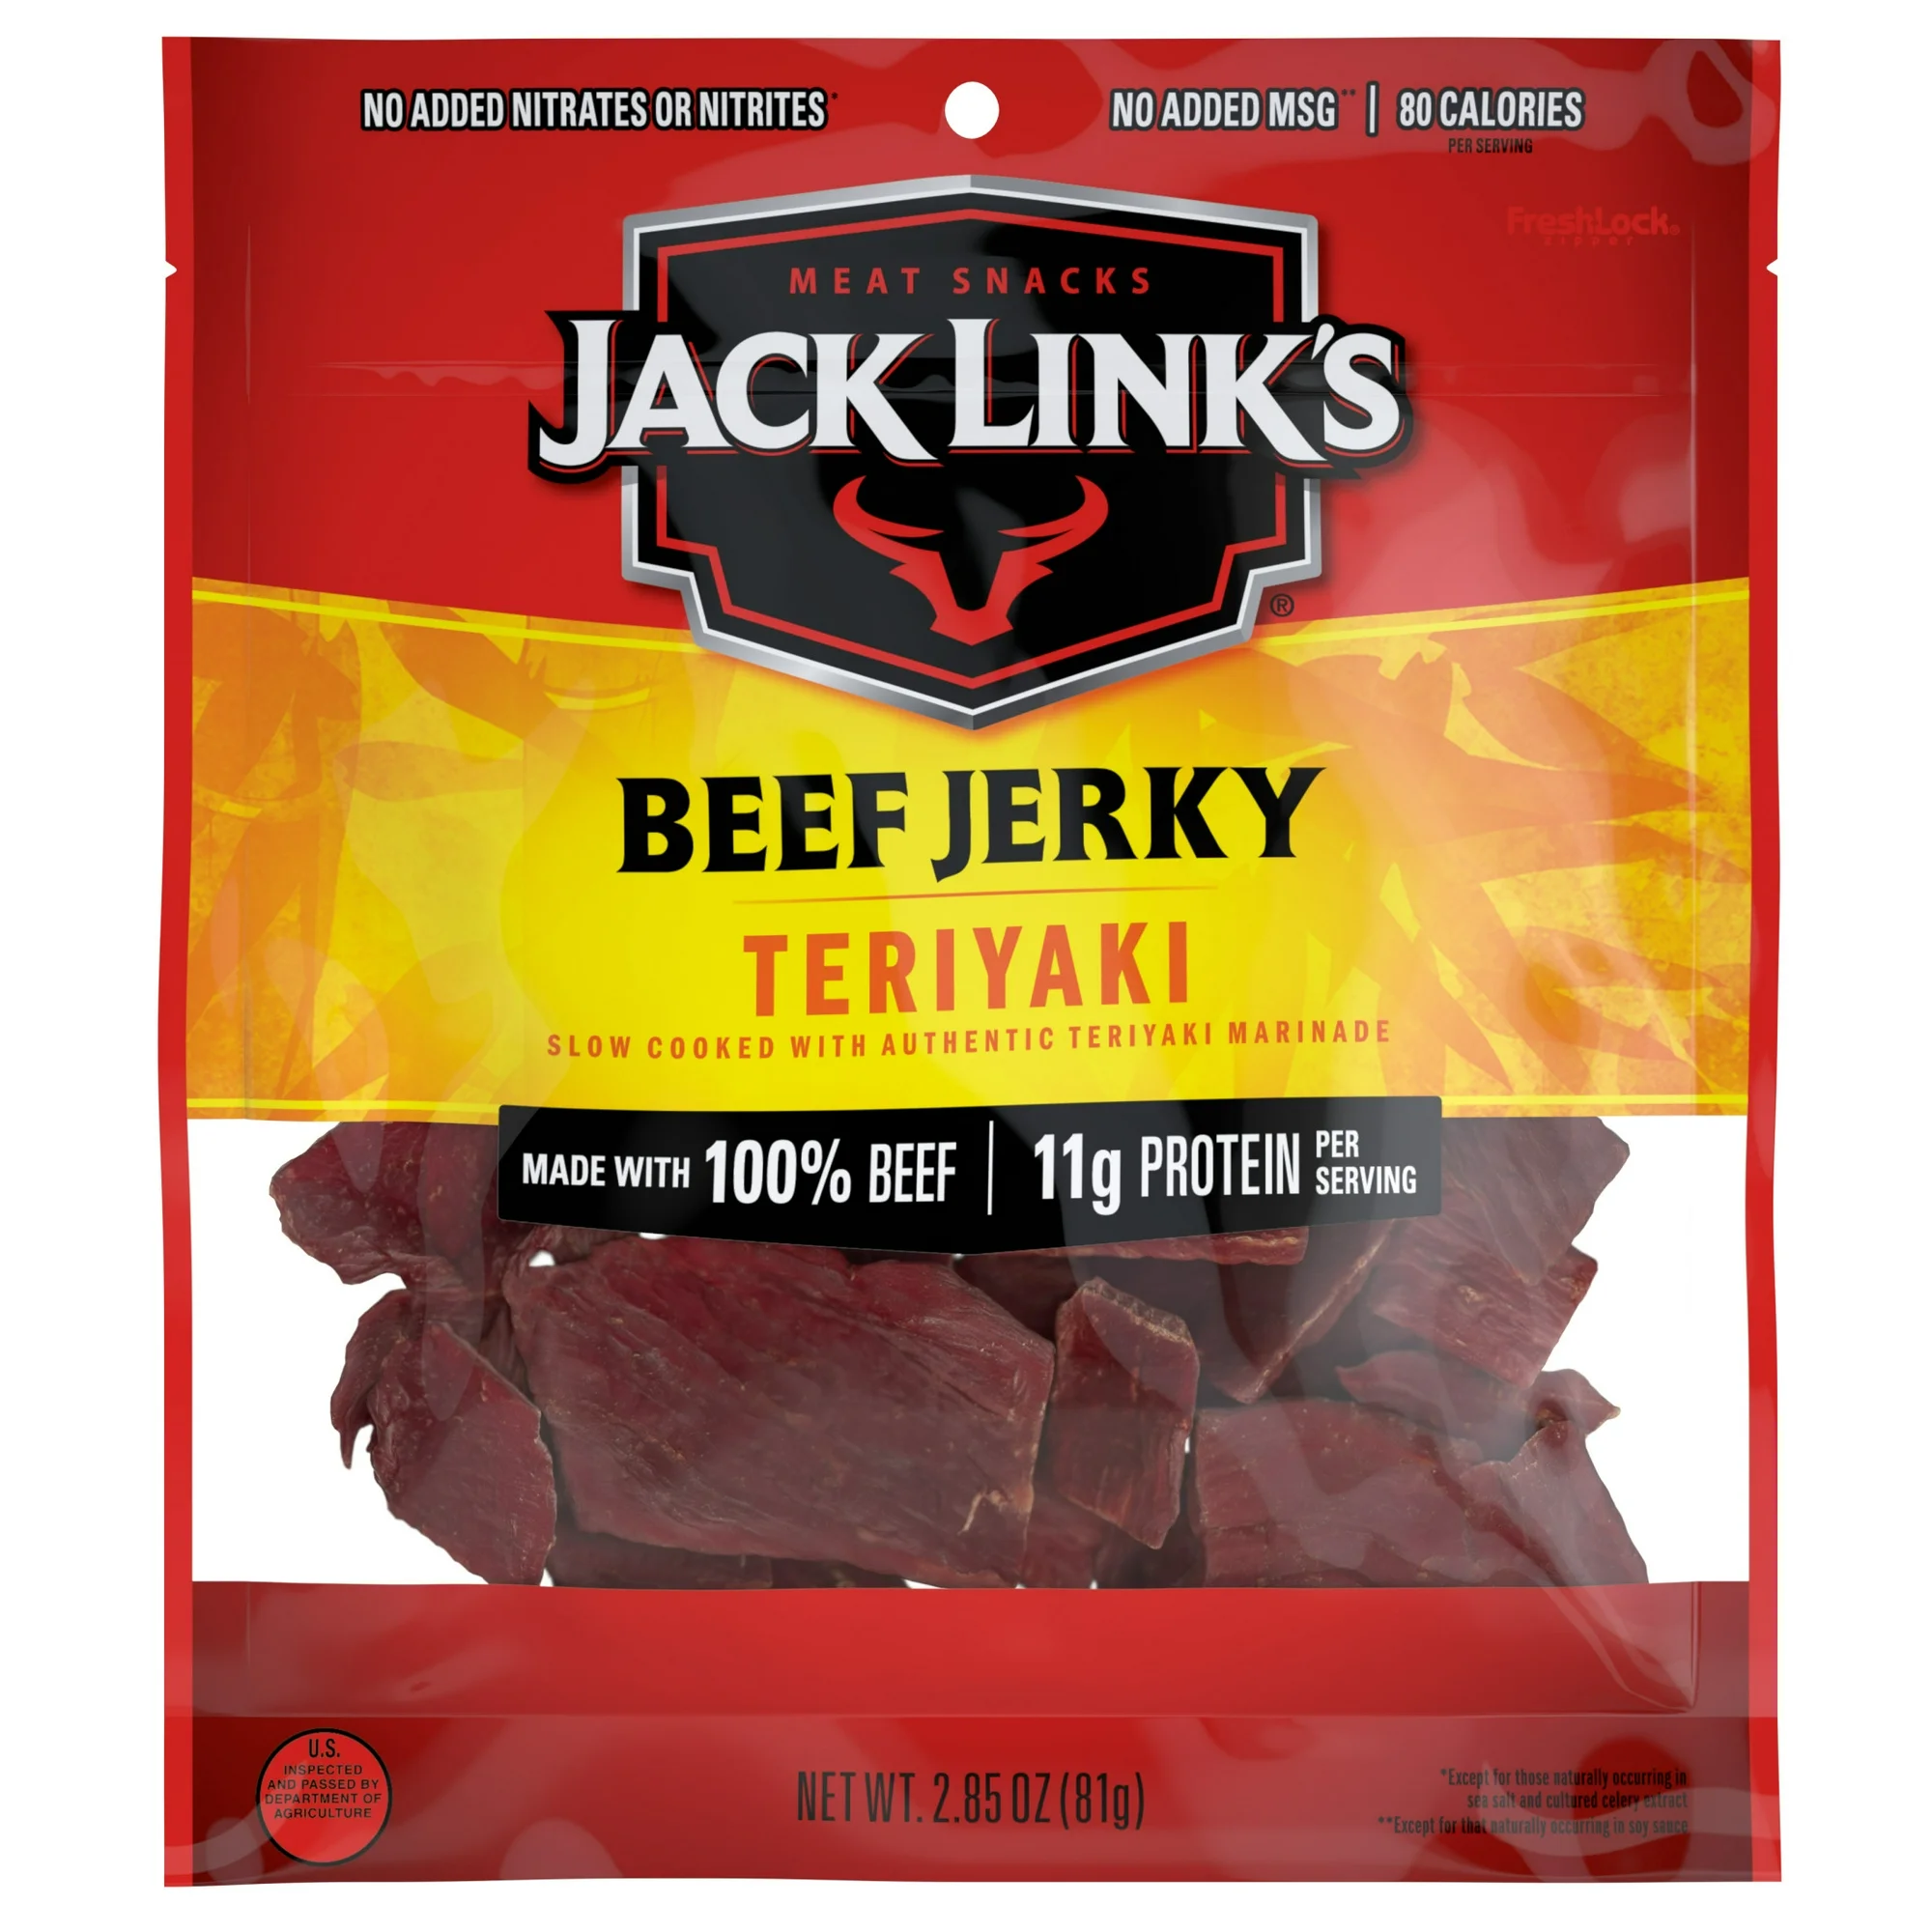 NO ADDED NITRATES OR NITRITES*
NO ADDED MSG** | 80 CALORIES
PER SERVING
FreshLock®
zipper
MEAT SNACKS
JACK LINK'S
®
BEEF JERKY
TERIYAKI
SLOW COOKED WITH AUTHENTIC TERIYAKI MARINADE
MADE WITH 100% BEEF | 11g PROTEIN PER
SERVING
U.S.
INSPECTED
AND PASSED BY
DEPARTMENT OF
AGRICULTURE
NET WT. 2.85 OZ (81g)
*Except for those naturally occurring in
sea salt and cultured celery extract
**Except for that naturally occurring in soy sauce